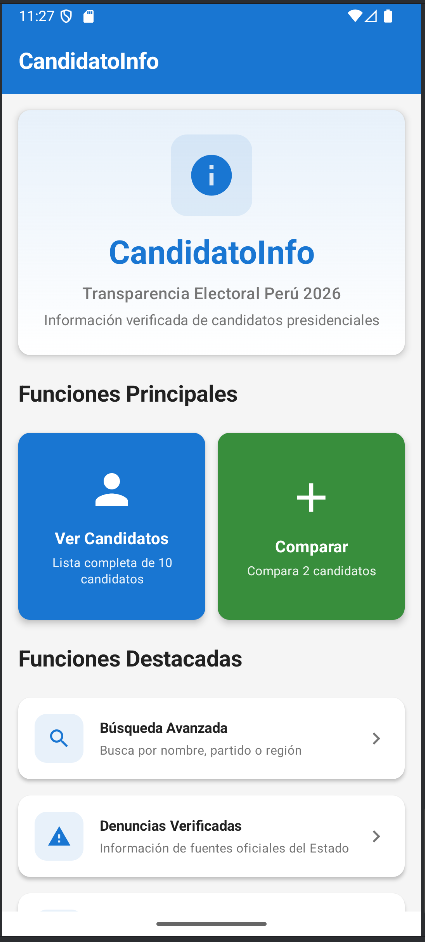 11:27
CandidatoInfo
CandidatoInfo
Transparencia Electoral Perú 2026
Información verificada de candidatos presidenciales
Funciones Principales
Ver Candidatos
Lista completa de 10
candidatos
Comparar
Compara 2 candidatos
Funciones Destacadas
Búsqueda Avanzada
Busca por nombre, partido o región
Denuncias Verificadas
Información de fuentes oficiales del Estado